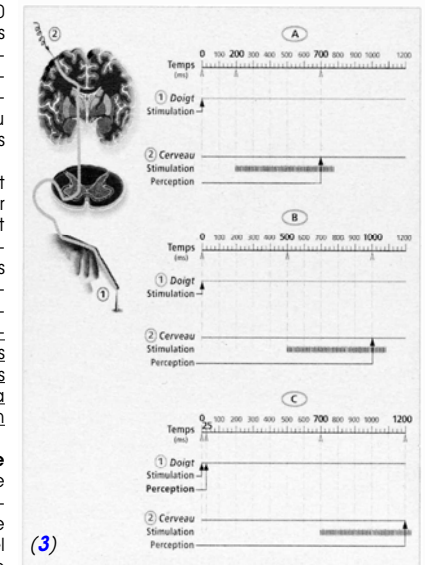 2
A
0 100 200 300 400 500 600 700 800 900 1000 1200
Temps
(ms)
1 Doigt
Stimulation
2 Cerveau
Stimulation
Perception
B
0 100 200 300 400 500 600 700 800 900 1000 1200
Temps
(ms)
1 Doigt
Stimulation
2 Cerveau
Stimulation
Perception
1
C
0 25 100 200 300 400 500 600 700 800 900 1000 1200
Temps
(ms)
1 Doigt
Stimulation
Perception
2 Cerveau
Stimulation
Perception
(3)